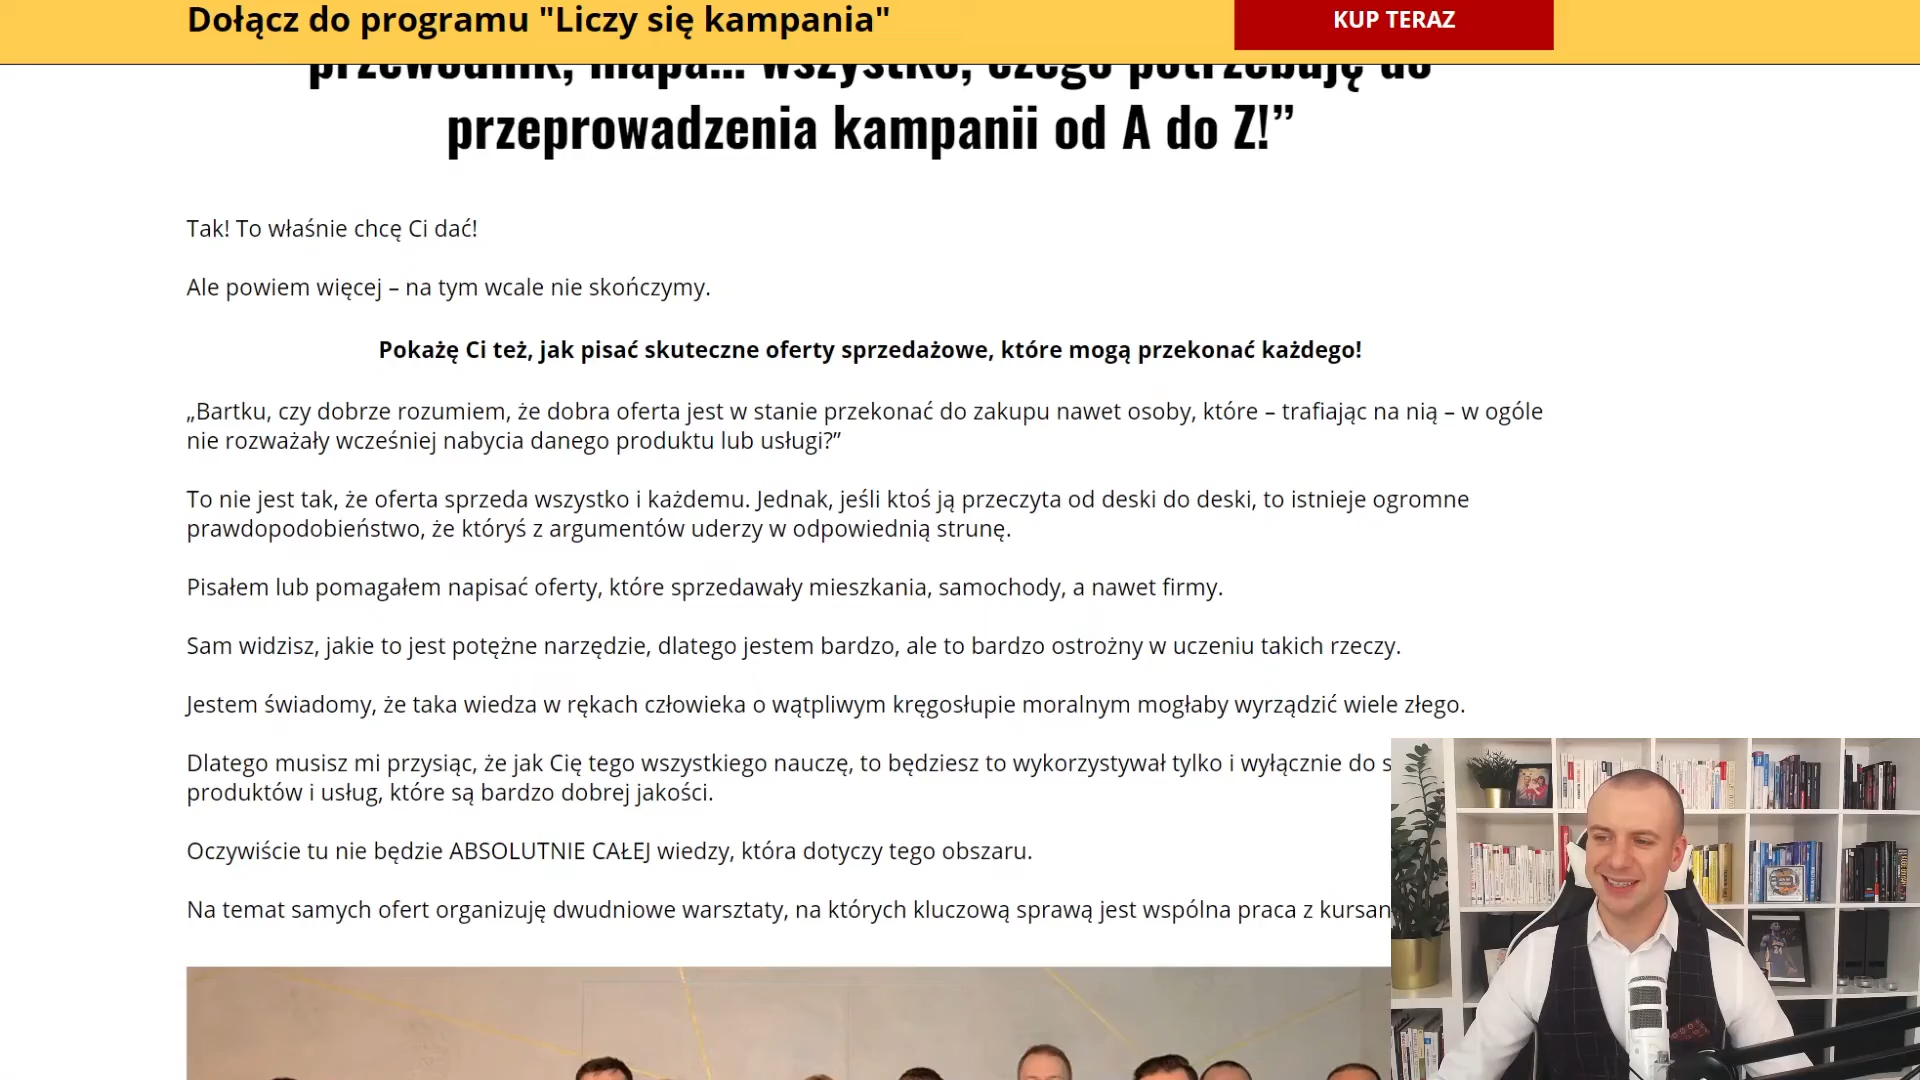 Dołącz do programu "Liczy się kampania"
KUP TERAZ
przewodnik, mapa... wszystko, czego potrzebuję do
przeprowadzenia kampanii od A do Z!”
Tak! To właśnie chcę Ci dać!
Ale powiem więcej – na tym wcale nie skończymy.
Pokażę Ci też, jak pisać skuteczne oferty sprzedażowe, które mogą przekonać każdego!
„Bartku, czy dobrze rozumiem, że dobra oferta jest w stanie przekonać do zakupu nawet osoby, które – trafiając na nią – w ogóle
nie rozważały wcześniej nabycia danego produktu lub usługi?”
To nie jest tak, że oferta sprzeda wszystko i każdemu. Jednak, jeśli ktoś ją przeczyta od deski do deski, to istnieje ogromne
prawdopodobieństwo, że któryś z argumentów uderzy w odpowiednią strunę.
Pisałem lub pomagałem napisać oferty, które sprzedawały mieszkania, samochody, a nawet firmy.
Sam widzisz, jakie to jest potężne narzędzie, dlatego jestem bardzo, ale to bardzo ostrożny w uczeniu takich rzeczy.
Jestem świadomy, że taka wiedza w rękach człowieka o wątpliwym kręgosłupie moralnym mogłaby wyrządzić wiele złego.
Dlatego musisz mi przysiąc, że jak Cię tego wszystkiego nauczę, to będziesz to wykorzystywał tylko i wyłącznie do s
produktów i usług, które są bardzo dobrej jakości.
Oczywiście tu nie będzie ABSOLUTNIE CAŁEJ wiedzy, która dotyczy tego obszaru.
Na temat samych ofert organizuję dwudniowe warsztaty, na których kluczową sprawą jest wspólna praca z kursan